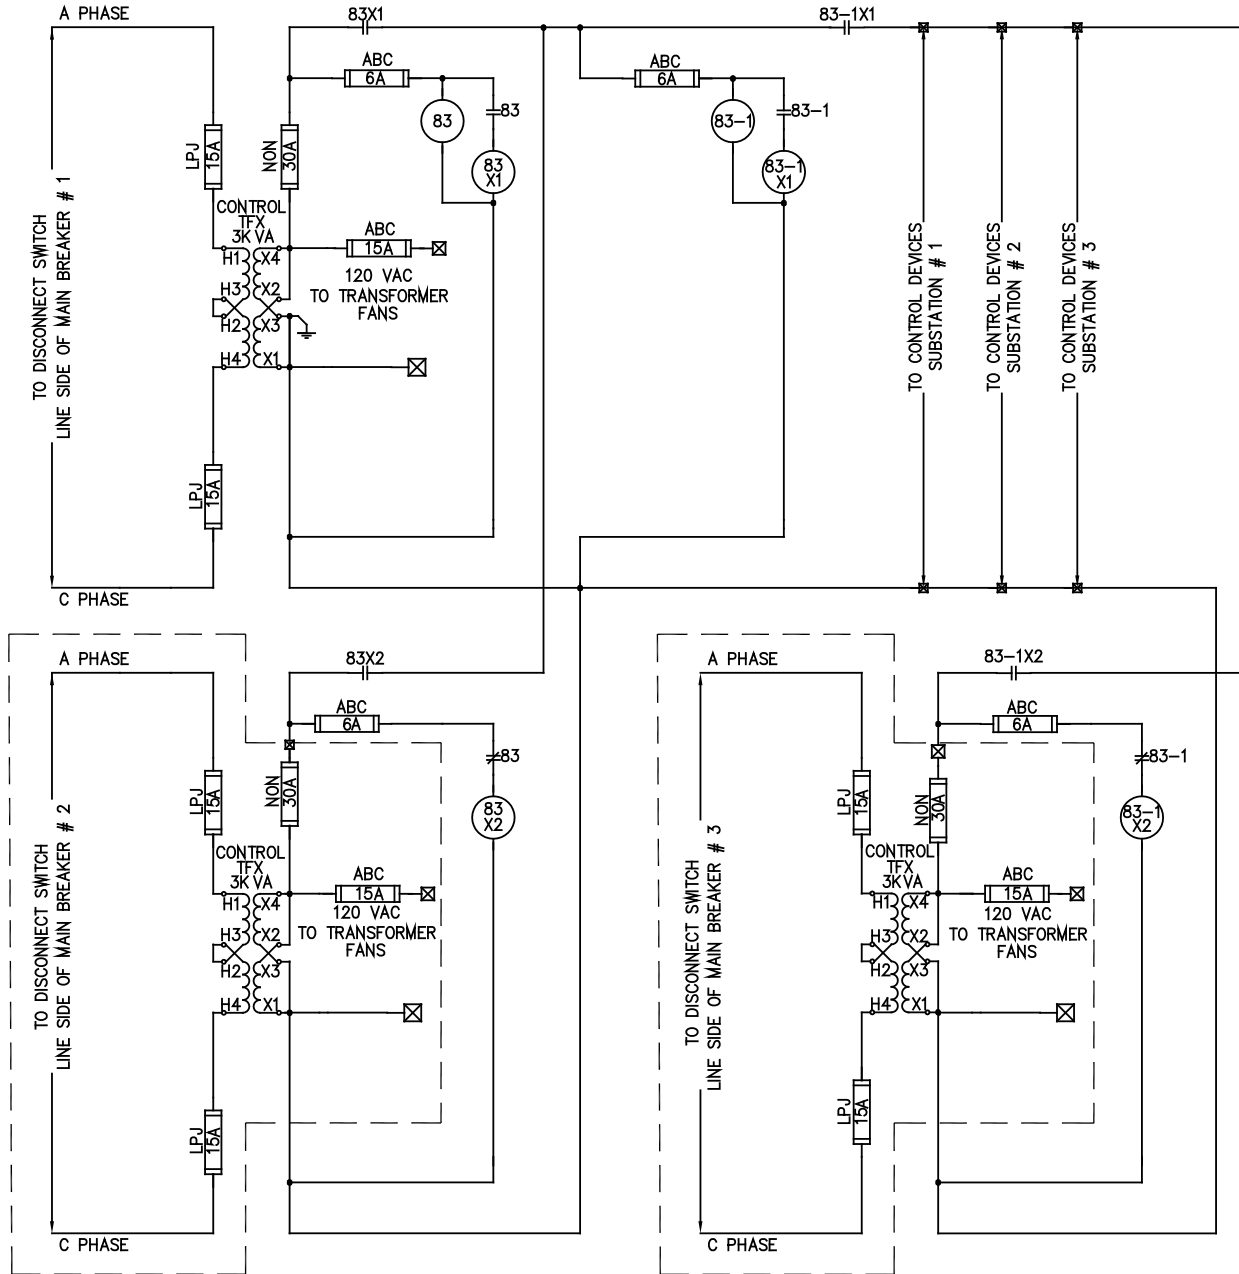 A PHASE
83X1
ABC
6A
83
83
83
X1
LPJ
15A
NON
30A
CONTROL
TFX
3KVA
H1
X4
H3
X2
H2
X3
H4
X1
ABC
15A
120 VAC
TO TRANSFORMER
FANS
TO DISCONNECT SWITCH
LINE SIDE OF MAIN BREAKER # 1
LPJ
15A
C PHASE
83-1X1
ABC
6A
83-1
83-1
83-1
X1
TO CONTROL DEVICES
SUBSTATION # 1
TO CONTROL DEVICES
SUBSTATION # 2
TO CONTROL DEVICES
SUBSTATION # 3
A PHASE
83X2
ABC
6A
83
83
X2
LPJ
15A
NON
30A
CONTROL
TFX
3KVA
H1
X4
H3
X2
H2
X3
H4
X1
ABC
15A
120 VAC
TO TRANSFORMER
FANS
TO DISCONNECT SWITCH
LINE SIDE OF MAIN BREAKER # 2
LPJ
15A
C PHASE
A PHASE
83-1X2
ABC
6A
83-1
83-1
X2
LPJ
15A
NON
30A
CONTROL
TFX
3KVA
H1
X4
H3
X2
H2
X3
H4
X1
ABC
15A
120 VAC
TO TRANSFORMER
FANS
TO DISCONNECT SWITCH
LINE SIDE OF MAIN BREAKER # 3
LPJ
15A
C PHASE